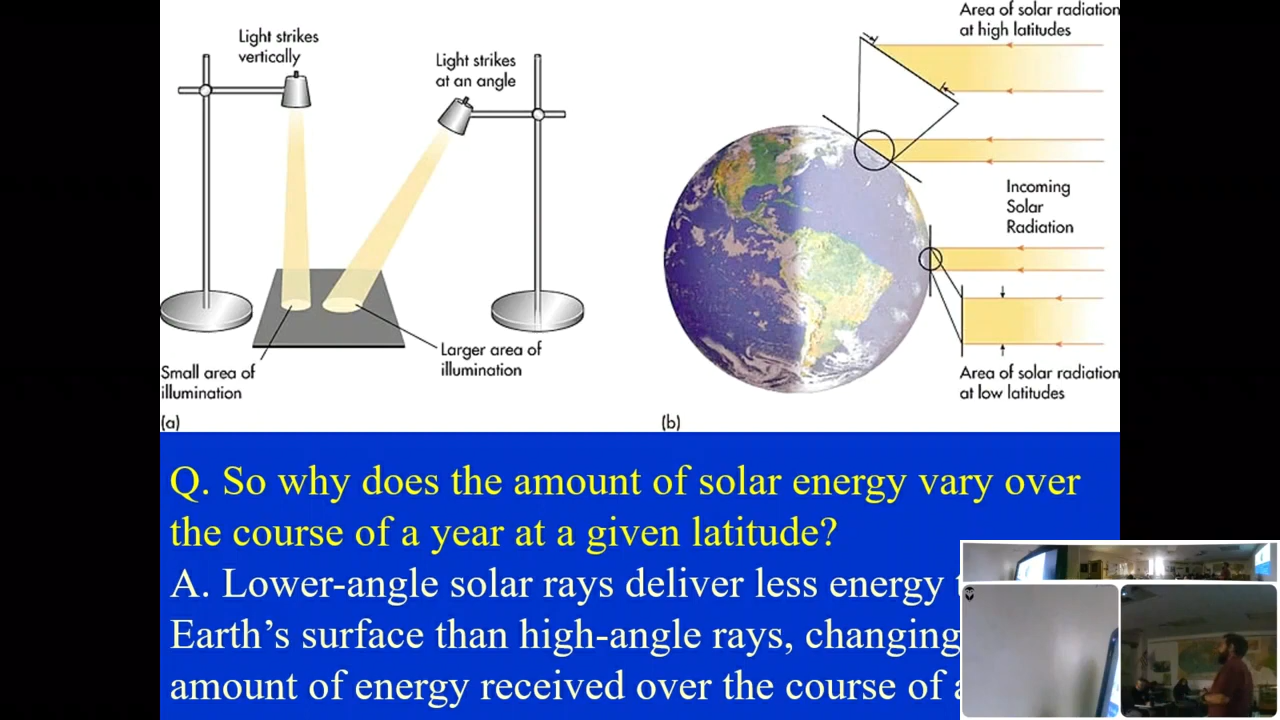 Light strikes
vertically
Light strikes
at an angle
Small area of
illumination
Larger area of
illumination
(a)
Area of solar radiation
at high latitudes
Incoming
Solar
Radiation
Area of solar radiation
at low latitudes
(b)
Q. So why does the amount of solar energy vary over
the course of a year at a given latitude?
A. Lower-angle solar rays deliver less energy
Earth's surface than high-angle rays, changing
amount of energy received over the course of